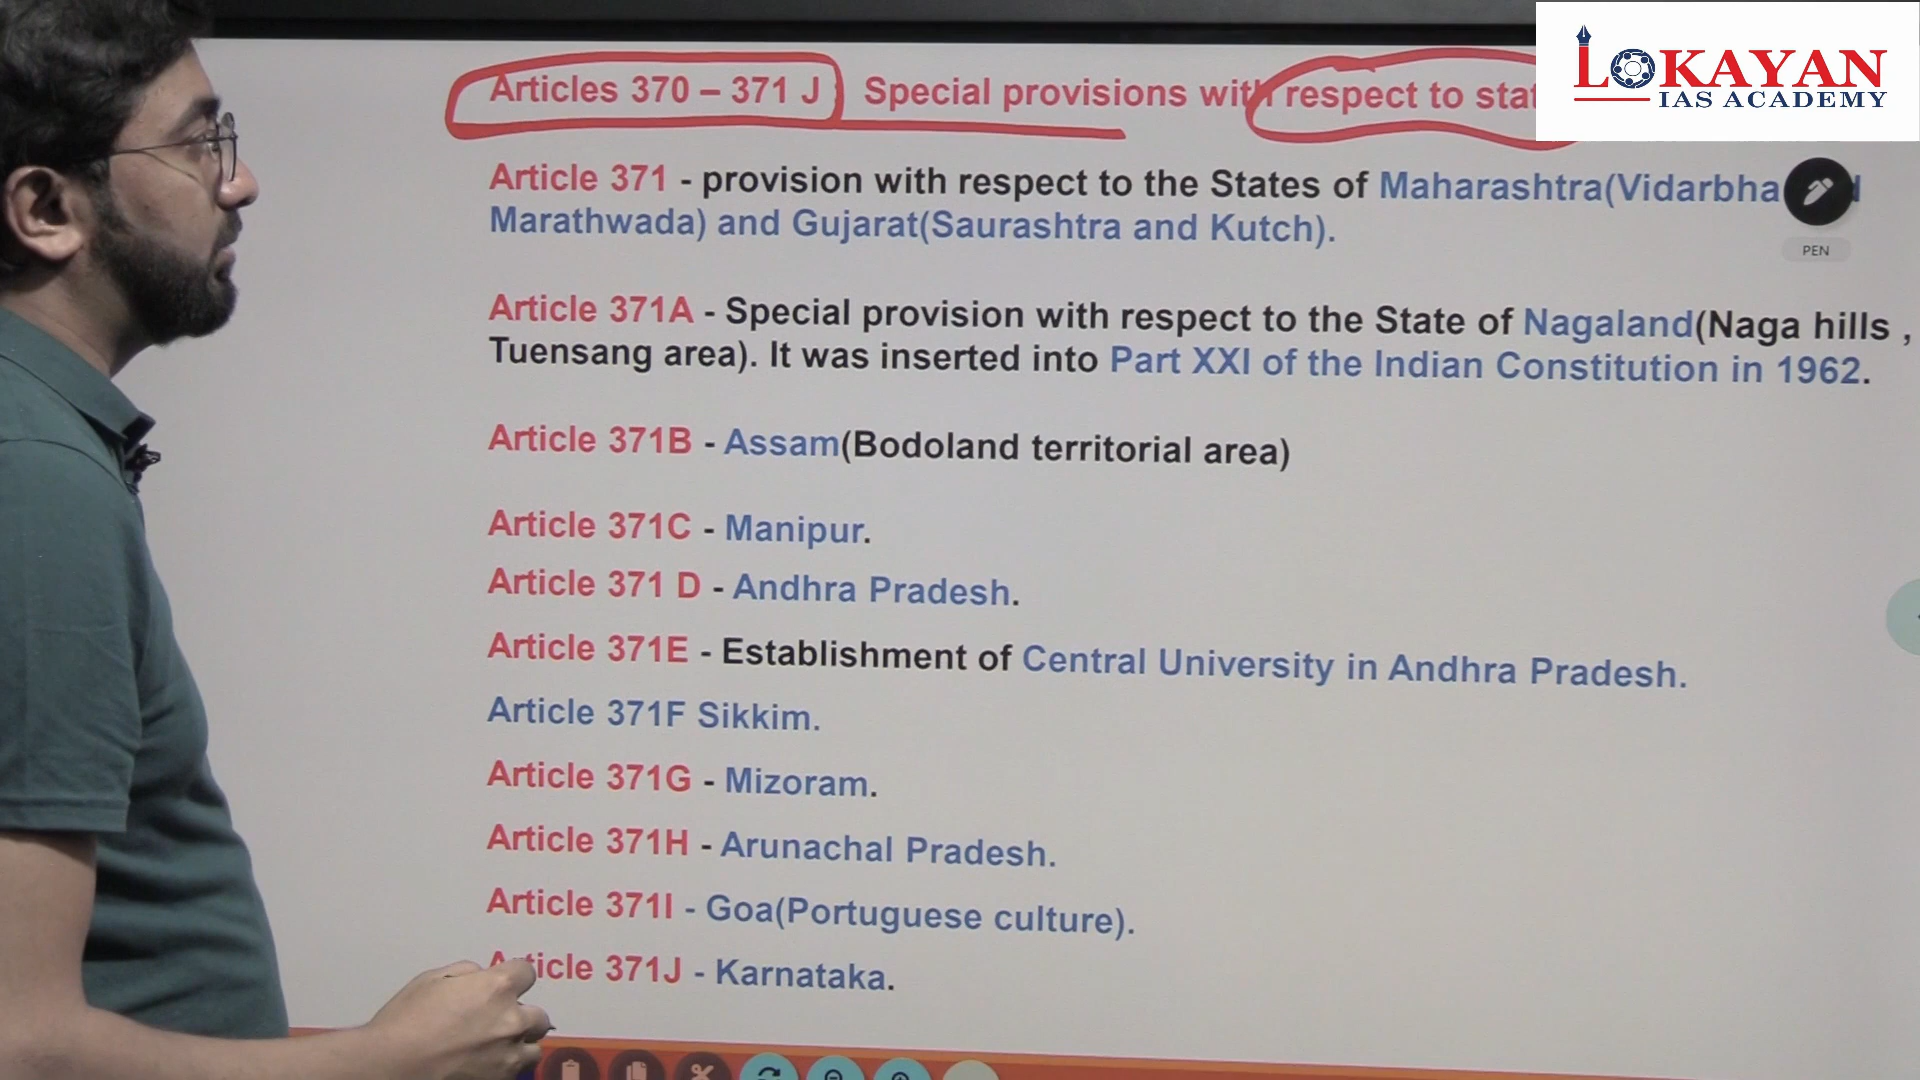 Articles 370 – 371 J Special provisions with respect to
LOKAYAN
IAS ACADEMY
Article 371 - provision with respect to the States of Maharashtra(Vidarbha
PEN
Marathwada) and Gujarat(Saurashtra and Kutch).
Article 371A - Special provision with respect to the State of Nagaland(Naga hills ,
Tuensang area). It was inserted into Part XXI of the Indian Constitution in 1962.
Article 371B - Assam(Bodoland territorial area)
Article 371C - Manipur.
Article 371 D - Andhra Pradesh.
Article 371E - Establishment of Central University in Andhra Pradesh.
Article 371F Sikkim.
Article 371G - Mizoram.
Article 371H - Arunachal Pradesh.
Article 371I - Goa(Portuguese culture).
Article 371J - Karnataka.